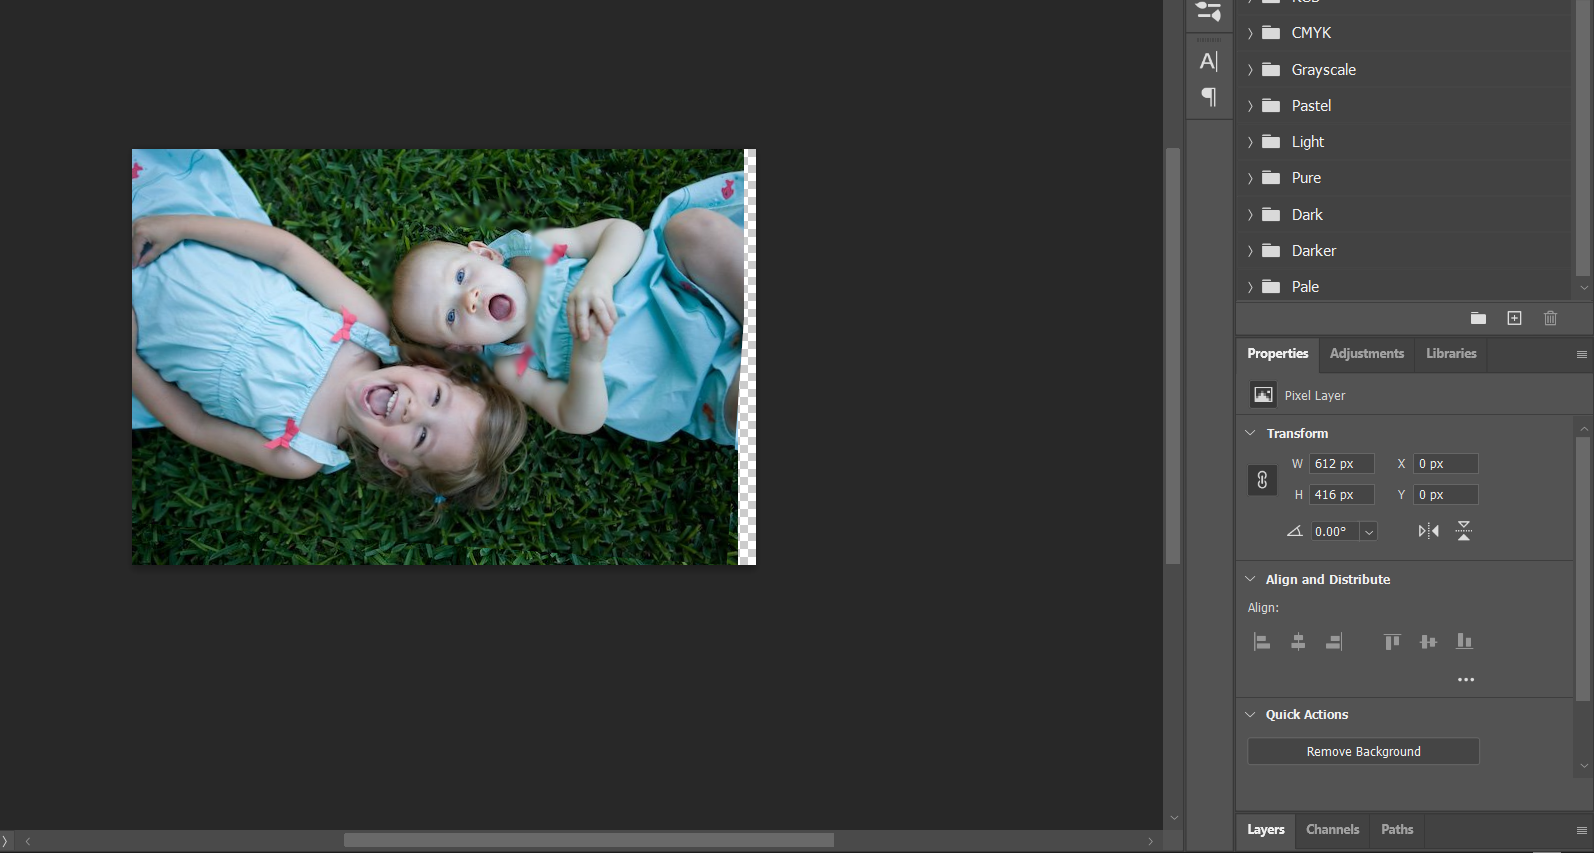 CMYK
Grayscale
Pastel
Light
Pure
Dark
Darker
Pale
Properties Adjustments Libraries
Pixel Layer
Transform
W 612 px X 0 px
H 416 px Y 0 px
0.00°
Align and Distribute
Align:
Quick Actions
Remove Background
Layers Channels Paths